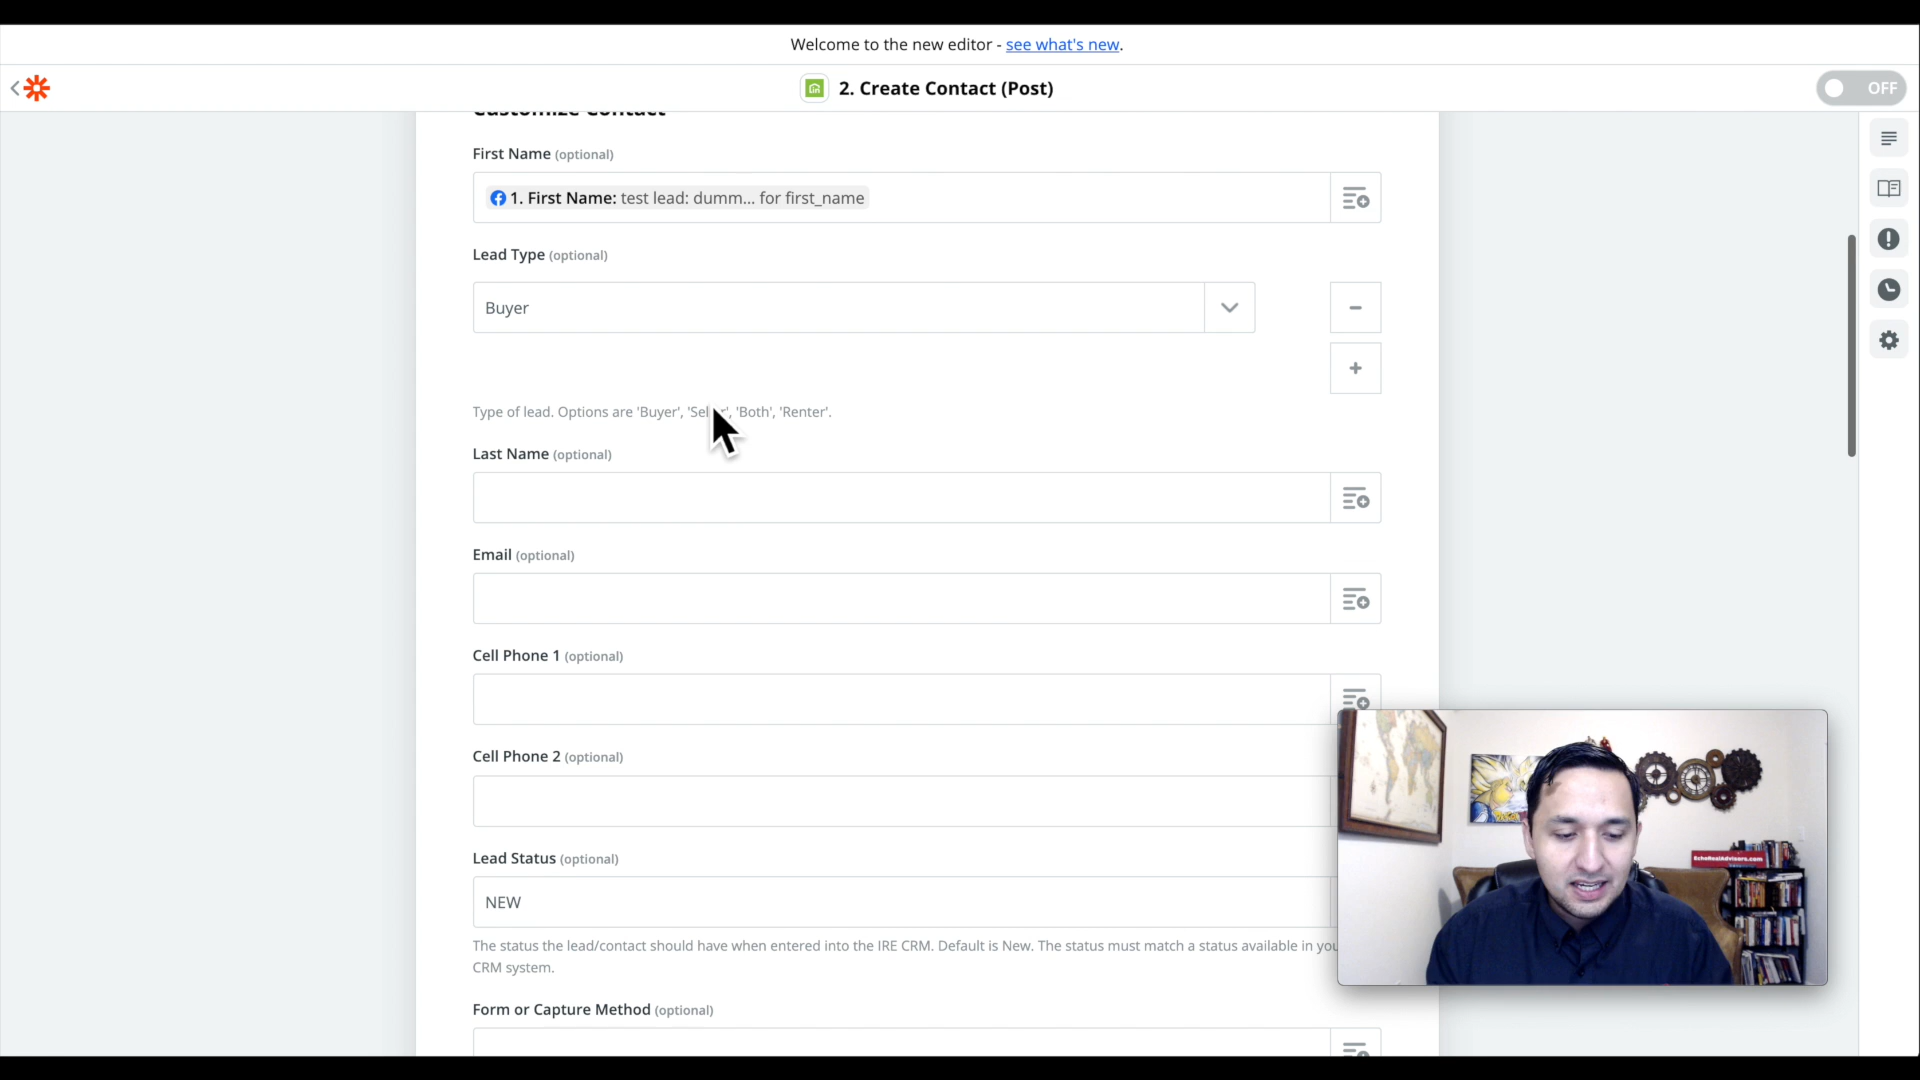 Welcome to the new editor - see what's new.
2. Create Contact (Post)
OFF
Customize Contact
First Name (optional)
1. First Name: test lead: dumm... for first_name
Lead Type (optional)
Buyer
Type of lead. Options are 'Buyer', 'Seller', 'Both', 'Renter'.
Last Name (optional)
Email (optional)
Cell Phone 1 (optional)
Cell Phone 2 (optional)
Lead Status (optional)
NEW
The status the lead/contact should have when entered into the IRE CRM. Default is New. The status must match a status available in you
CRM system.
Form or Capture Method (optional)
EchoRealAdvisors.com